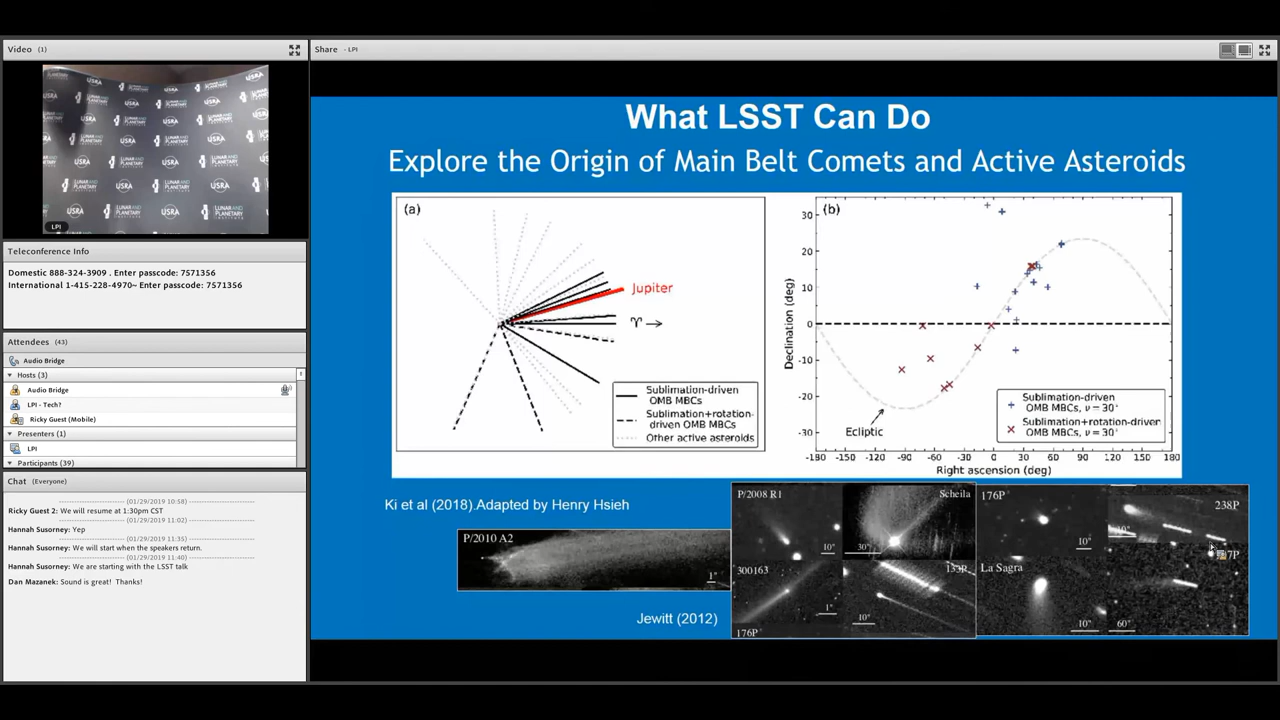 Video (1)
LUNAR AND PLANETARY INSTITUTE
USRA
LPI
Teleconference Info
Domestic 888-324-3909 . Enter passcode: 7571356
International 1-415-228-4970~ Enter passcode: 7571356
Attendees (43)
Audio Bridge
Hosts (3)
Audio Bridge
LPI - Tech?
Ricky Guest (Mobile)
Presenters (1)
LPI
Participants (39)
Chat (Everyone)
(01/29/2019 10:58)
Ricky Guest 2: We will resume at 1:30pm CST
(01/29/2019 11:02)
Hannah Susorney: Yep
(01/29/2019 11:35)
Hannah Susorney: We will start when the speakers return.
(01/29/2019 11:40)
Hannah Susorney: We are starting with the LSST talk
Dan Mazanek: Sound is great! Thanks!
Share - LPI
What LSST Can Do
Explore the Origin of Main Belt Comets and Active Asteroids
(a)
Jupiter
♈ →
Sublimation-driven
OMB MBCs
Sublimation+rotation-
driven OMB MBCs
Other active asteroids
(b)
30
20
10
0
-10
-20
-30
Declination (deg)
Ecliptic
Sublimation-driven
OMB MBCs, ν = 30°
Sublimation+rotation-driven
OMB MBCs, ν = 30°
-180 -150 -120 -90 -60 -30 0 30 60 90 120 150 180
Right ascension (deg)
Ki et al (2018).Adapted by Henry Hsieh
P/2010 A2
1"
P/2008 R1
10"
Scheila
30"
176P
10"
238P
10"
300163
1"
133P
10"
La Sagra
10"
60"
176P
Jewitt (2012)